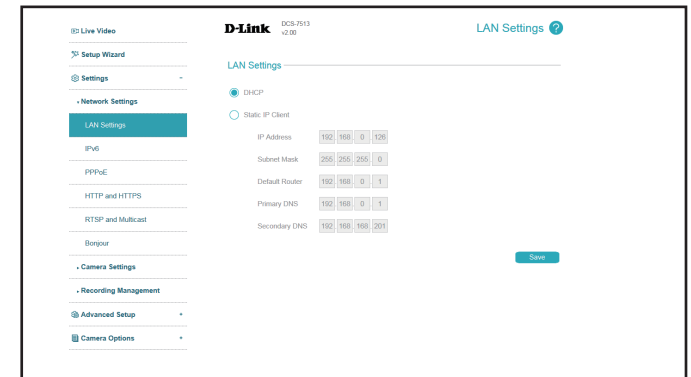 Live Video
Setup Wizard
Settings -
Network Settings
LAN Settings
IPv6
PPPoE
HTTP and HTTPS
RTSP and Multicast
Bonjour
Camera Settings
Recording Management
Advanced Setup +
Camera Options +
D-Link DCS-7513
v2.00
LAN Settings ?
LAN Settings
DHCP
Static IP Client
IP Address 192 . 168 . 0 . 126
Subnet Mask 255 . 255 . 255 . 0
Default Router 192 . 168 . 0 . 1
Primary DNS 192 . 168 . 0 . 1
Secondary DNS 192 . 168 . 168 . 201
Save